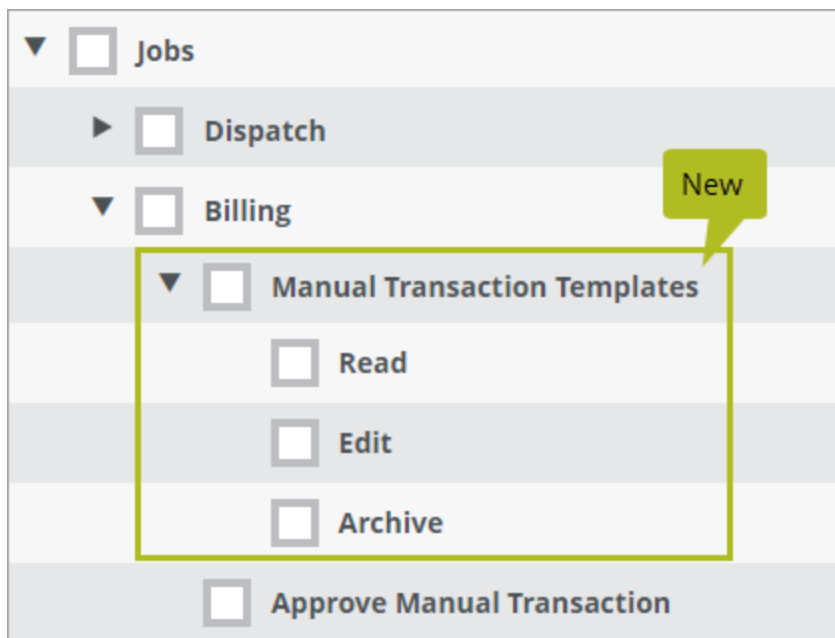 Jobs
Dispatch
New
Billing
Manual Transaction Templates
Read
Edit
Archive
Approve Manual Transaction